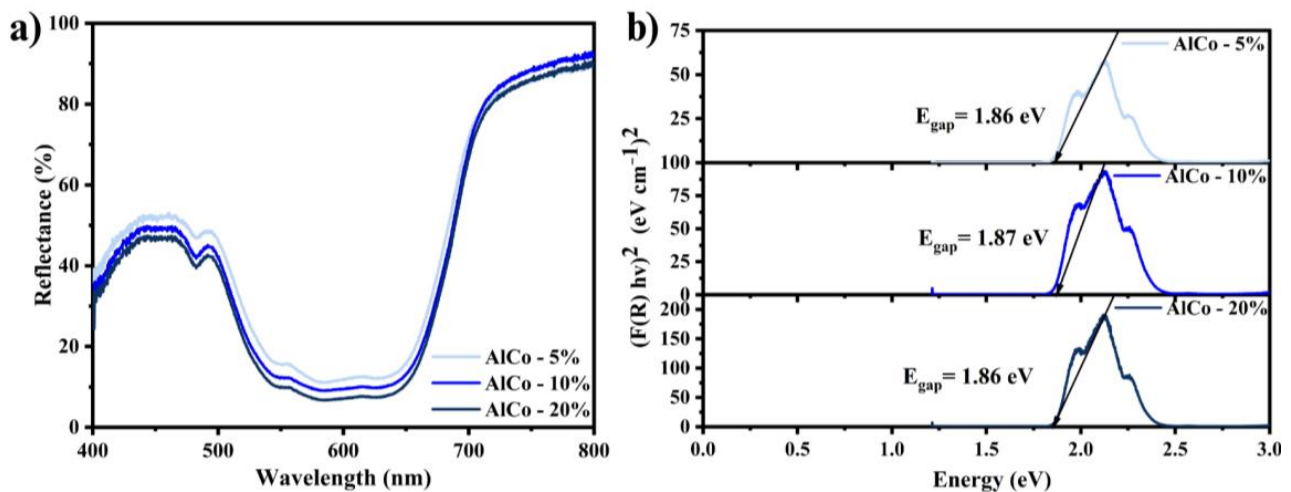 a)
100
80
60
40
20
0
Reflectance (%)
AlCo - 5%
AlCo - 10%
AlCo - 20%
400
500
600
700
800
Wavelength (nm)
b)
75
50
25
100
AlCo - 5%
E_gap= 1.86 eV
75
50
25
0
AlCo - 10%
E_gap= 1.87 eV
200
150
100
50
0
AlCo - 20%
E_gap= 1.86 eV
(F(R) hν)² (eV cm⁻¹)²
0.0
0.5
1.0
1.5
2.0
2.5
3.0
Energy (eV)